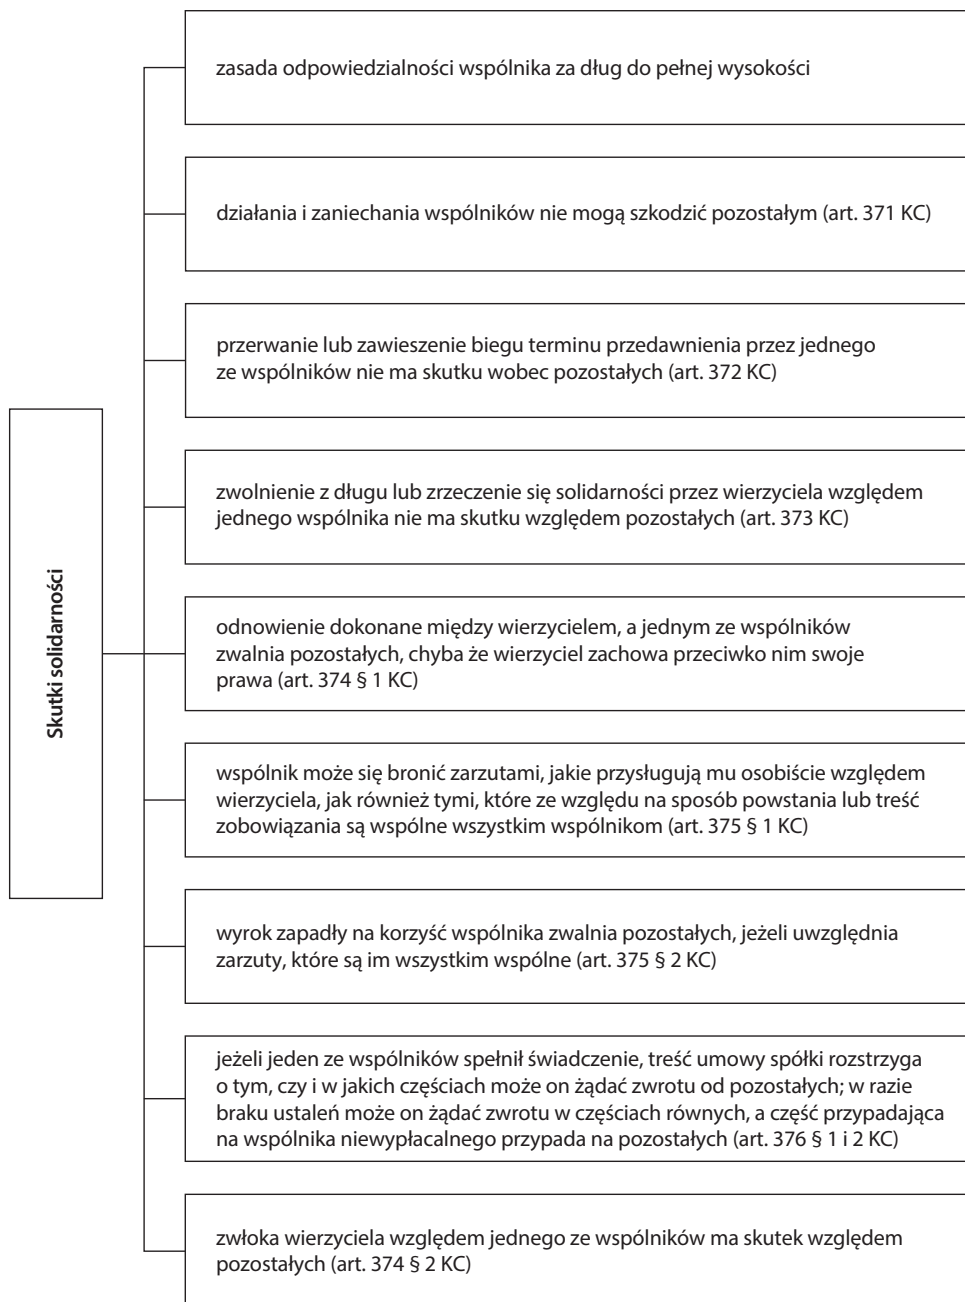 zasada odpowiedzialności wspólnika za dług do pełnej wysokości
działania i zaniechania wspólników nie mogą szkodzić pozostałym (art. 371 KC)
przerwanie lub zawieszenie biegu terminu przedawnienia przez jednego
ze wspólników nie ma skutku wobec pozostałych (art. 372 KC)
zwolnienie z długu lub zrzeczenie się solidarności przez wierzyciela względem
jednego wspólnika nie ma skutku względem pozostałych (art. 373 KC)
Skutki solidarności
odnowienie dokonane między wierzycielem, a jednym ze wspólników
zwalnia pozostałych, chyba że wierzyciel zachowa przeciwko nim swoje
prawa (art. 374 § 1 KC)
wspólnik może się bronić zarzutami, jakie przysługują mu osobiście względem
wierzyciela, jak również tymi, które ze względu na sposób powstania lub treść
zobowiązania są wspólne wszystkim wspólnikom (art. 375 § 1 KC)
wyrok zapadły na korzyść wspólnika zwalnia pozostałych, jeżeli uwzględnia
zarzuty, które są im wszystkim wspólne (art. 375 § 2 KC)
jeżeli jeden ze wspólników spełnił świadczenie, treść umowy spółki rozstrzyga
o tym, czy i w jakich częściach może on żądać zwrotu od pozostałych; w razie
braku ustaleń może on żądać zwrotu w częściach równych, a część przypadająca
na wspólnika niewypłacalnego przypada na pozostałych (art. 376 § 1 i 2 KC)
zwłoka wierzyciela względem jednego ze wspólników ma skutek względem
pozostałych (art. 374 § 2 KC)